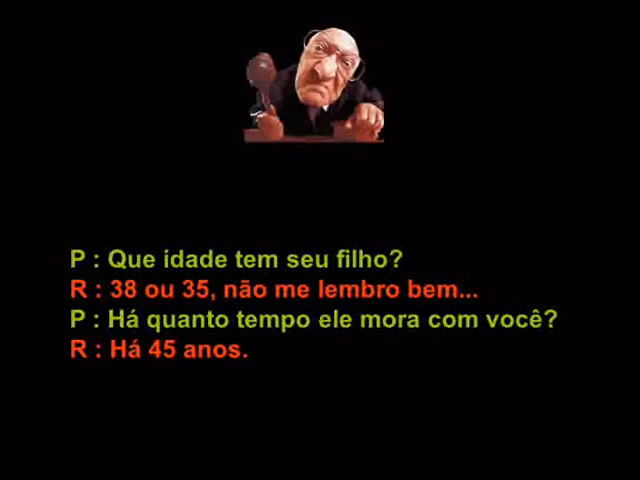 P : Que idade tem seu filho?
R : 38 ou 35, não me lembro bem...
P : Há quanto tempo ele mora com você?
R : Há 45 anos.